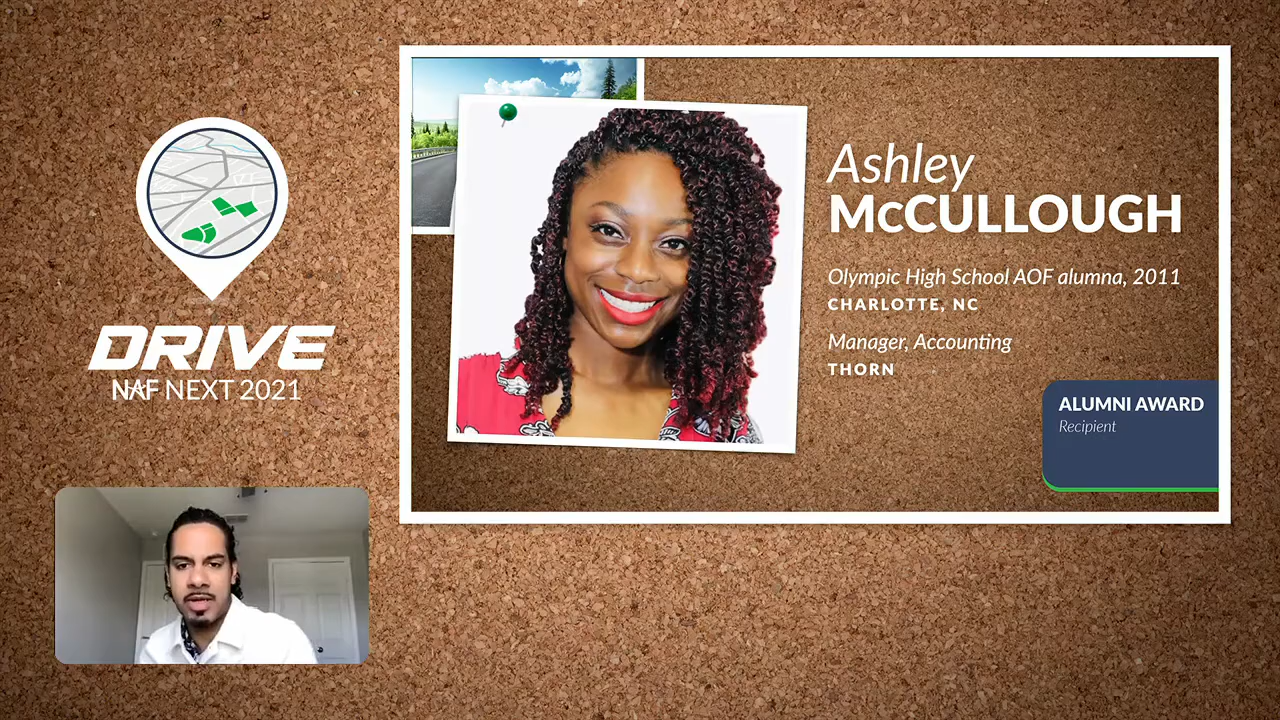 DRIVE
NAF NEXT 2021
Ashley
McCULLOUGH
Olympic High School AOF alumna, 2011
CHARLOTTE, NC
Manager, Accounting
THORN
ALUMNI AWARD
Recipient